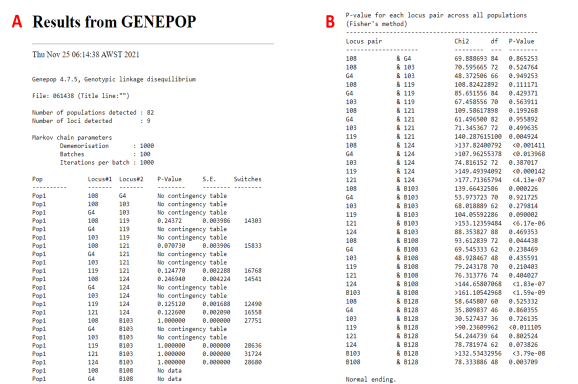 A Results from GENEPOP
Thu Nov 25 06:14:38 AWST 2021
Genepop 4.7.5, Genotypic linkage disequilibrium
File: 061438 (Title line:"")
Number of populations detected : 82
Number of loci detected : 9
Markov chain parameters
Dememorisation : 1000
Batches : 100
Iterations per batch : 1000
Pop Locus#1 Locus#2 P-Value S.E. Switches
---------- ------- ------- -------- -------- --------
Pop1 108 G4 No contingency table
Pop1 108 103 No contingency table
Pop1 G4 103 No contingency table
Pop1 108 119 0.24372 0.003986 14303
Pop1 G4 119 No contingency table
Pop1 103 119 No contingency table
Pop1 108 121 0.070730 0.003906 15833
Pop1 G4 121 No contingency table
Pop1 103 121 No contingency table
Pop1 119 121 0.124770 0.002288 16768
Pop1 108 124 0.246940 0.004224 14541
Pop1 G4 124 No contingency table
Pop1 103 124 No contingency table
Pop1 119 124 0.125120 0.001688 12490
Pop1 121 124 0.122600 0.002090 16558
Pop1 108 B103 1.000000 0.000000 27751
Pop1 G4 B103 No contingency table
Pop1 103 B103 No contingency table
Pop1 119 B103 1.000000 0.000000 28636
Pop1 121 B103 1.000000 0.000000 31724
Pop1 124 B103 1.000000 0.000000 28680
Pop1 108 B108 No data
Pop1 G4 B108 No data
B P-value for each locus pair across all populations
(Fisher's method)
Locus pair Chi2 df P-Value
-------------------- -------- --- --------
108 & G4 69.888693 84 0.865253
108 & 103 70.595665 72 0.524764
G4 & 103 48.372506 66 0.949253
108 & 119 108.82422892 0.111171
G4 & 119 85.651556 84 0.429371
103 & 119 67.458556 70 0.563911
108 & 121 109.58617898 0.199268
G4 & 121 61.496500 82 0.955892
103 & 121 71.345367 72 0.499635
119 & 121 140.287615100 0.004924
108 & 124 >137.82400792 <0.001411
G4 & 124 >107.96255378 <0.013968
103 & 124 74.816152 72 0.387017
119 & 124 >149.49394092 <0.000142
121 & 124 >177.71365794 <4.13e-07
108 & B103 139.66432586 0.000226
G4 & B103 53.973723 70 0.921725
103 & B103 68.018889 62 0.279814
119 & B103 104.05592286 0.090002
121 & B103 >153.12359484 <6.17e-06
124 & B103 88.353827 88 0.469353
108 & B108 93.612839 72 0.044438
G4 & B108 69.545333 62 0.238469
103 & B108 48.928467 48 0.435591
119 & B108 79.243178 70 0.210403
121 & B108 76.313776 74 0.404027
124 & B108 >144.65807068 <1.83e-07
B103 & B108 >161.10542968 <1.59e-09
108 & B128 58.645807 60 0.525332
G4 & B128 35.809837 46 0.860355
103 & B128 30.527437 36 0.726135
119 & B128 >90.23609962 <0.011105
121 & B128 54.244739 64 0.802524
124 & B128 78.781974 62 0.073826
B103 & B128 >132.53432956 <3.79e-08
B108 & B128 78.333886 48 0.003709
Normal ending.